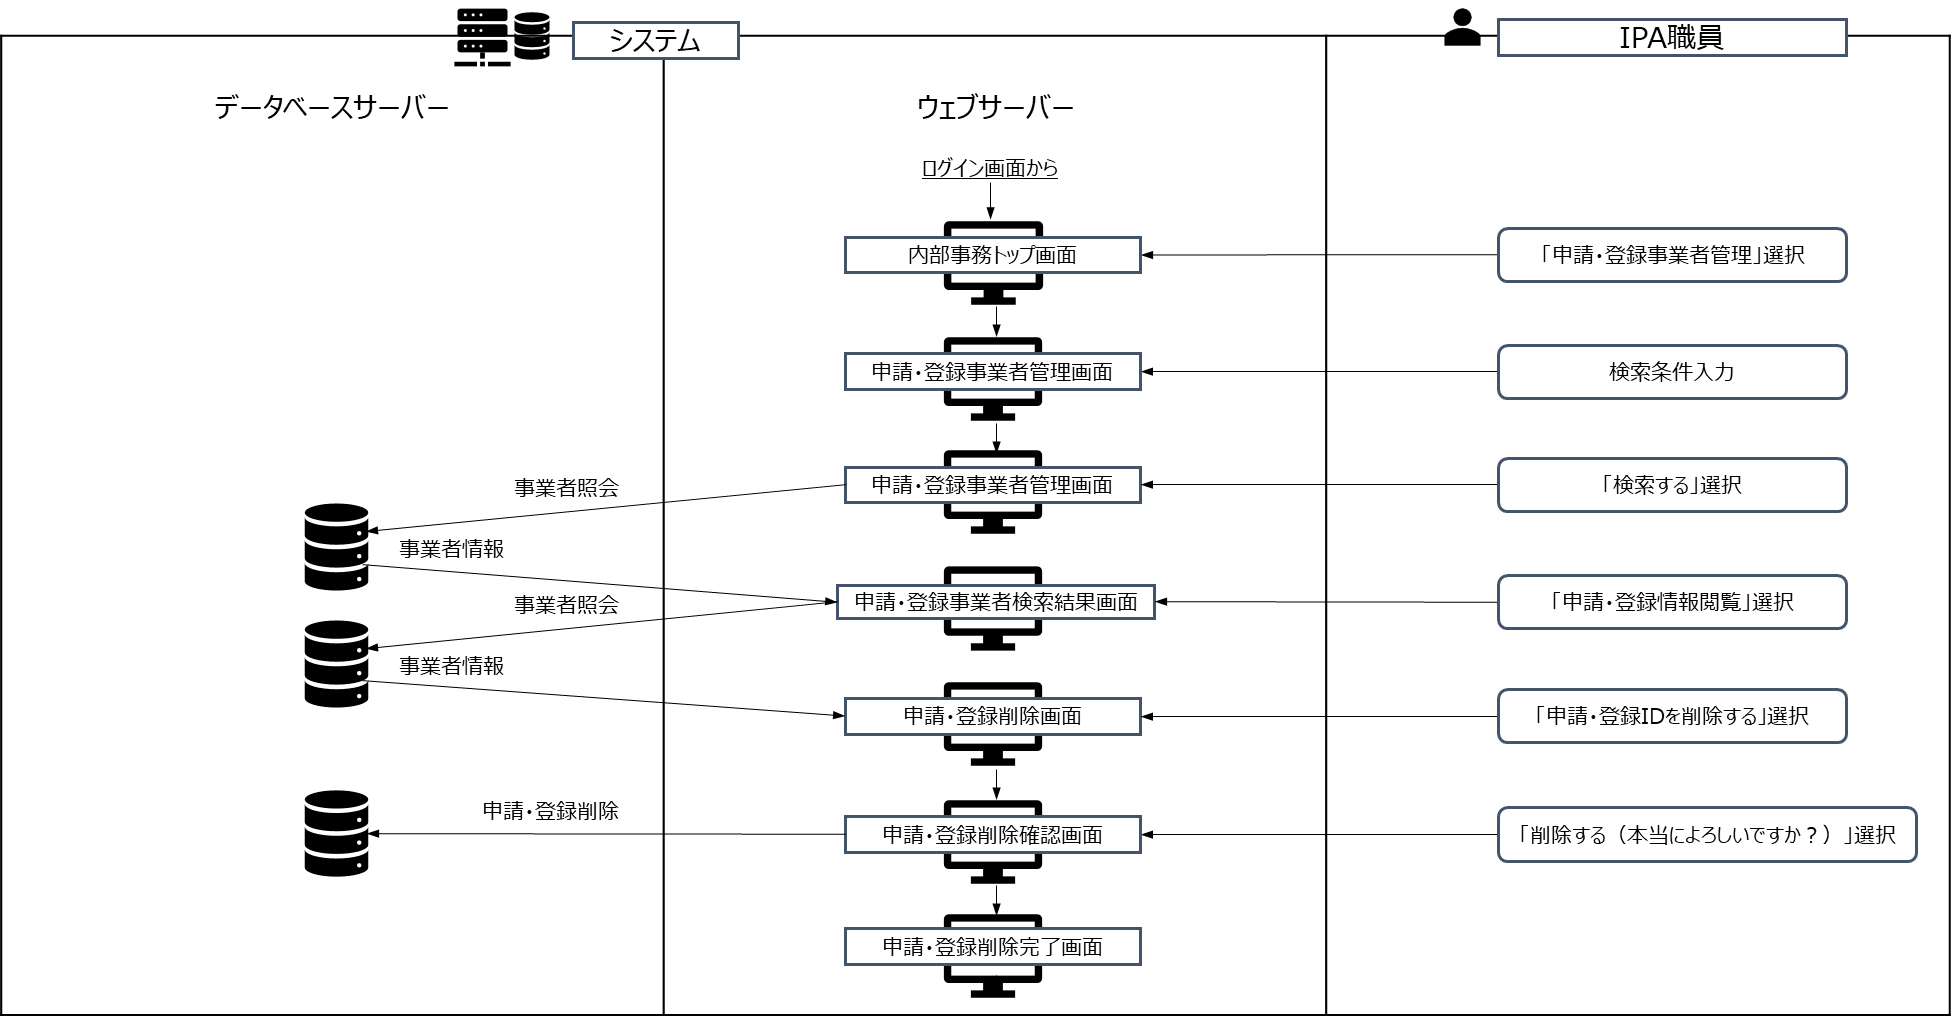 システム
IPA職員
データベースサーバー
ウェブサーバー
ログイン画面から
内部事務トップ画面
「申請・登録事業者管理」選択
申請・登録事業者管理画面
検索条件入力
事業者照会
申請・登録事業者管理画面
「検索する」選択
事業者情報
事業者照会
申請・登録事業者検索結果画面
「申請・登録情報閲覧」選択
事業者情報
申請・登録削除画面
「申請・登録IDを削除する」選択
申請・登録削除
申請・登録削除確認画面
「削除する（本当によろしいですか？）」選択
申請・登録削除完了画面